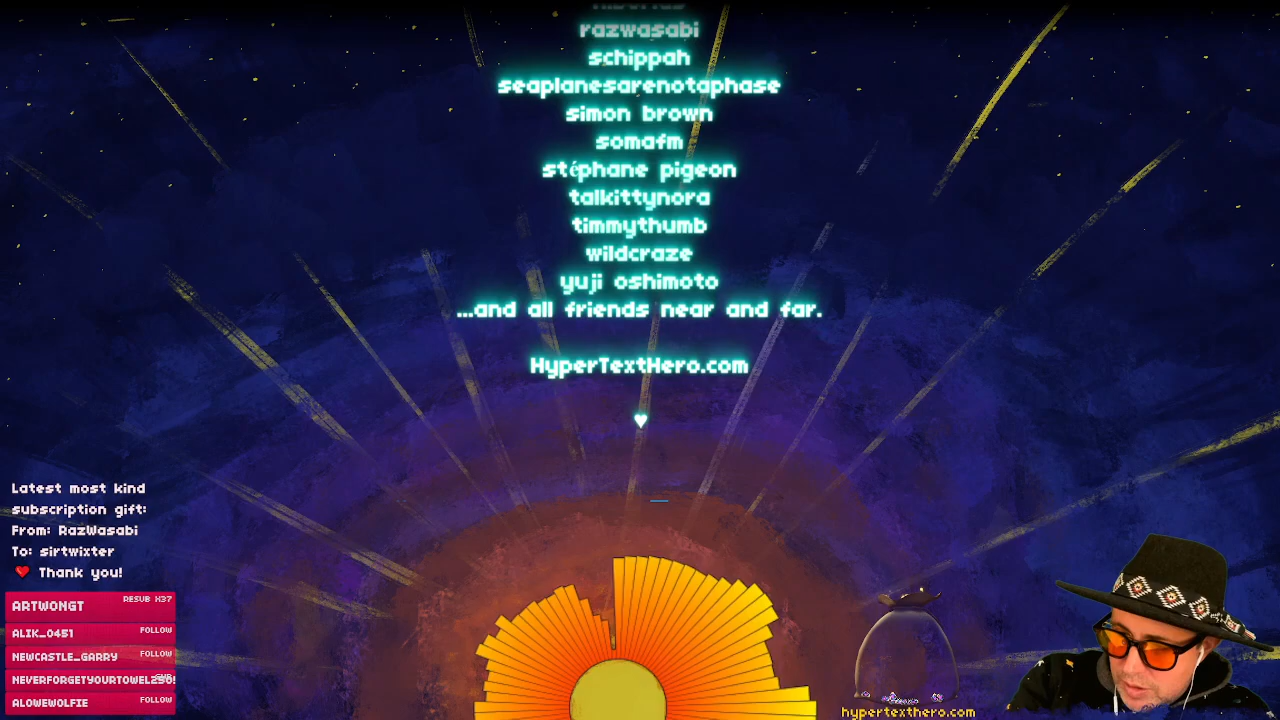 razwasabi
schippah
seaplanesarenotaphase
simon brown
somafm
stéphane pigeon
talkittynora
timmythumb
wildcraze
yuji oshimoto
...and all friends near and far.
HyperTextHero.com
Latest most kind
subscription gift:
From: RazWasabi
To: sirtwixter
Thank you!
ARTWONGT RESUB X37
ALIK_0451 FOLLOW
NEWCASTLE_GARRY FOLLOW
ALOWEWOLFIE FOLLOW
hypertexthero.com